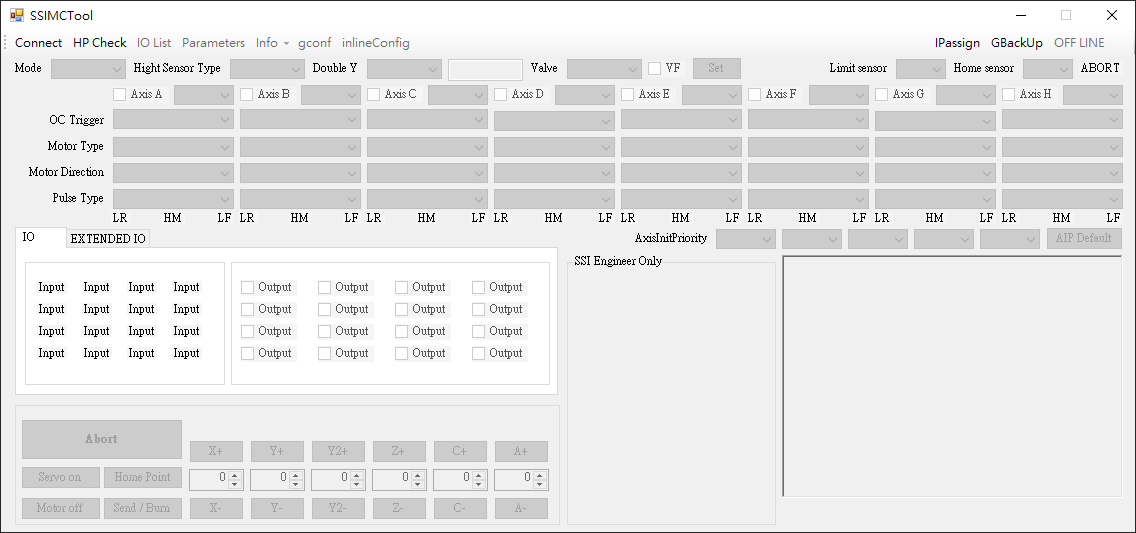 SSIMCTool
Connect HP Check IO List Parameters Info gconf inlineConfig IPassign GBackUp OFF LINE
Mode Hight Sensor Type Double Y Valve VF Set Limit sensor Home sensor ABORT
Axis A Axis B Axis C Axis D Axis E Axis F Axis G Axis H
OC Trigger
Motor Type
Motor Direction
Pulse Type
LR HM LF LR HM LF LR HM LF LR HM LF LR HM LF LR HM LF LR HM LF LR HM LF
IO EXTENDED IO AxisInitPriority AIP Default
SSI Engineer Only
Input Input Input Input Output Output Output Output
Input Input Input Input Output Output Output Output
Input Input Input Input Output Output Output Output
Input Input Input Input Output Output Output Output
Abort X+ Y+ Y2+ Z+ C+ A+
Servo on Home Point 0 0 0 0 0 0
Motor off Send / Burn X- Y- Y2- Z- C- A-